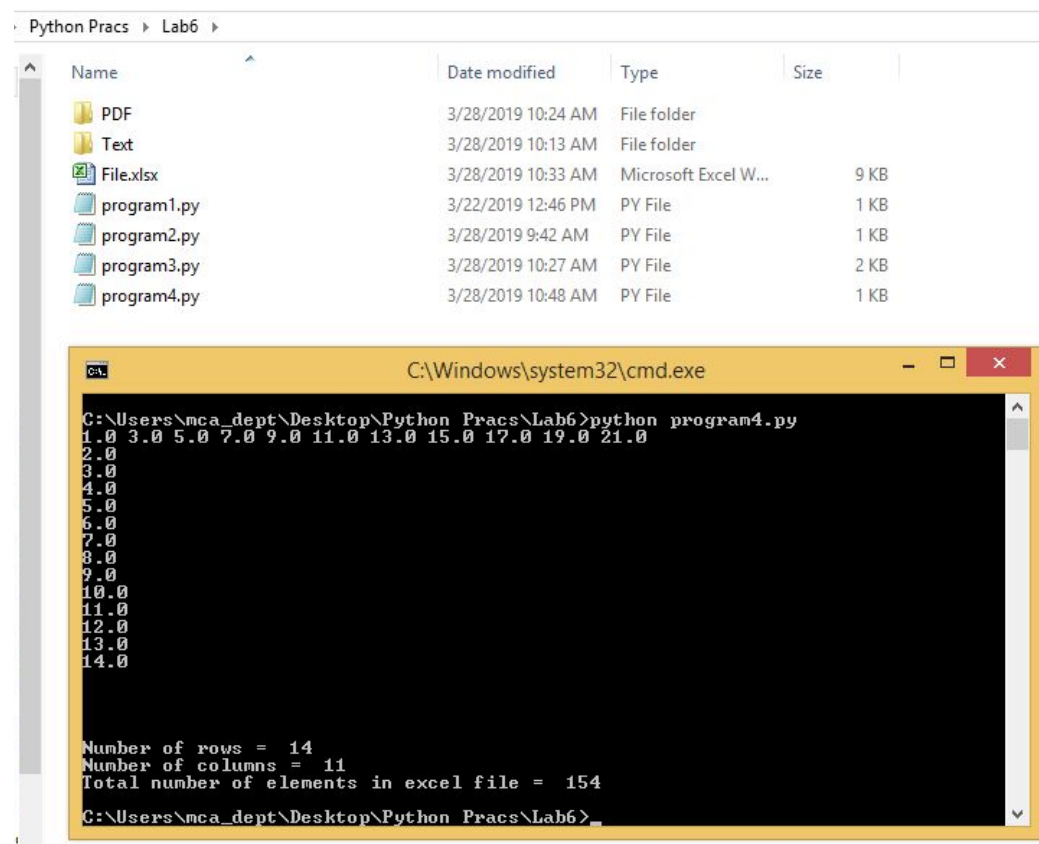 Python Pracs Lab6
Name Date modified Type Size
PDF 3/28/2019 10:24 AM File folder
Text 3/28/2019 10:13 AM File folder
File.xlsx 3/28/2019 10:33 AM Microsoft Excel W... 9 KB
program1.py 3/22/2019 12:46 PM PY File 1 KB
program2.py 3/28/2019 9:42 AM PY File 1 KB
program3.py 3/28/2019 10:27 AM PY File 2 KB
program4.py 3/28/2019 10:48 AM PY File 1 KB
C:\Windows\system32\cmd.exe
C:\Users\mca_dept\Desktop\Python Pracs\Lab6>python program4.py
1.0 3.0 5.0 7.0 9.0 11.0 13.0 15.0 17.0 19.0 21.0
2.0
3.0
4.0
5.0
6.0
7.0
8.0
9.0
10.0
11.0
12.0
13.0
14.0
Number of rows =  14
Number of columns =  11
Total number of elements in excel file =  154
C:\Users\mca_dept\Desktop\Python Pracs\Lab6>_